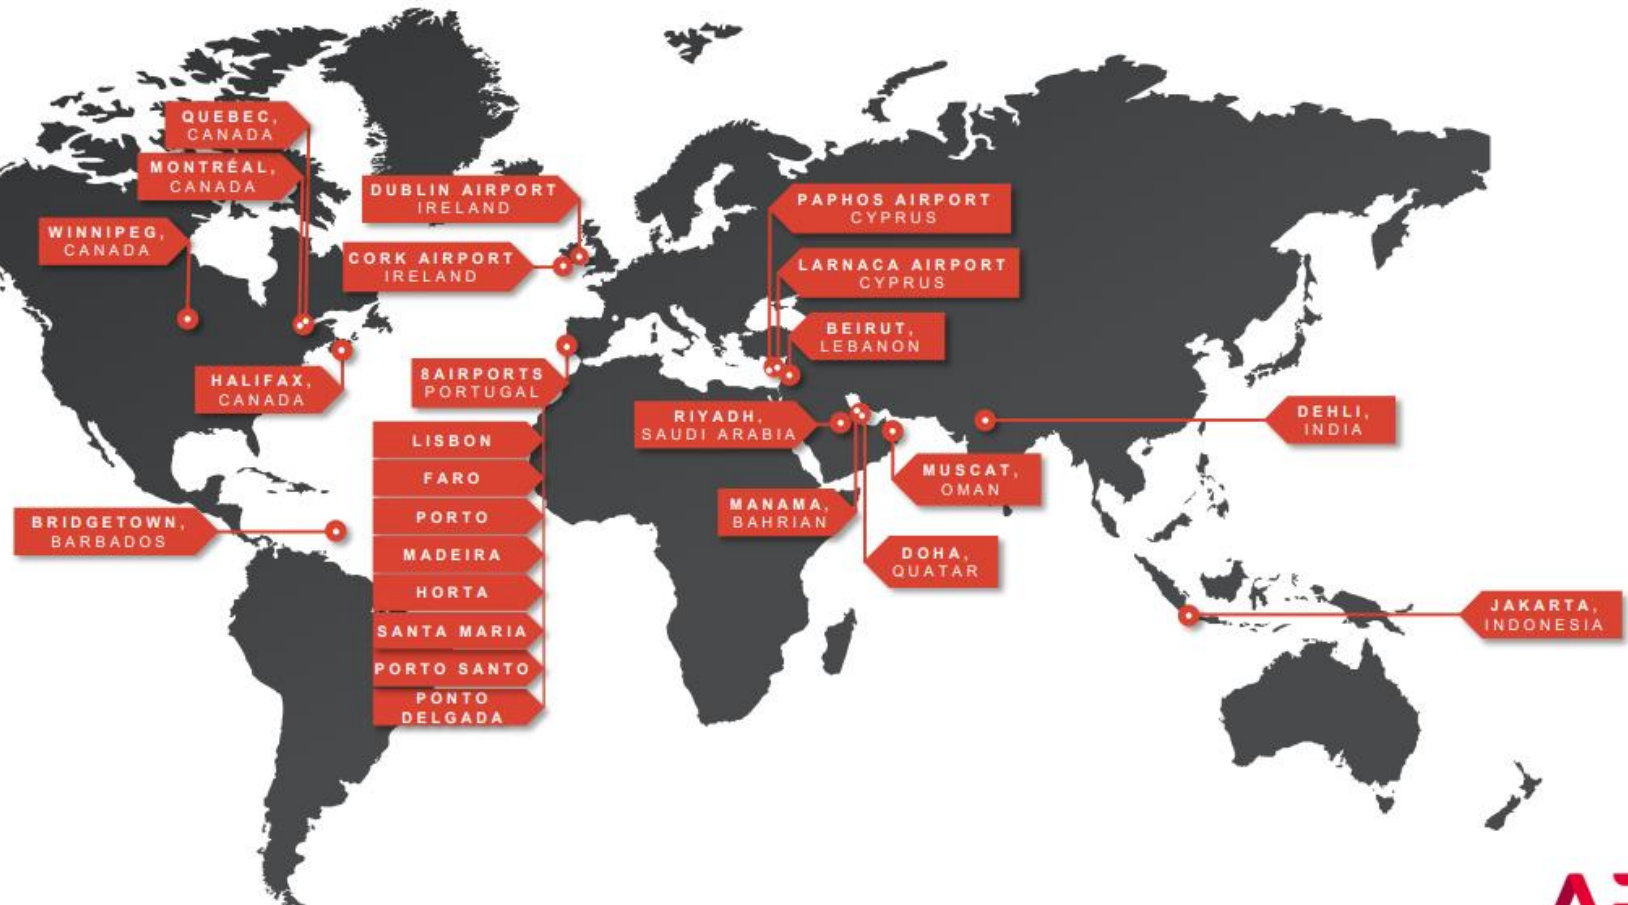 QUEBEC,
CANADA
MONTRÉAL,
CANADA
WINNIPEG,
CANADA
HALIFAX,
CANADA
BRIDGETOWN,
BARBADOS
DUBLIN AIRPORT
IRELAND
CORK AIRPORT
IRELAND
8AIRPORTS
PORTUGAL
LISBON
FARO
PORTO
MADEIRA
HORTA
SANTA MARIA
PORTO SANTO
PONTO
DELGADA
PAPHOS AIRPORT
CYPRUS
LARNACA AIRPORT
CYPRUS
BEIRUT,
LEBANON
RIYADH,
SAUDI ARABIA
MANAMA,
BAHRIAN
MUSCAT,
OMAN
DOHA,
QUATAR
DEHLI,
INDIA
JAKARTA,
INDONESIA